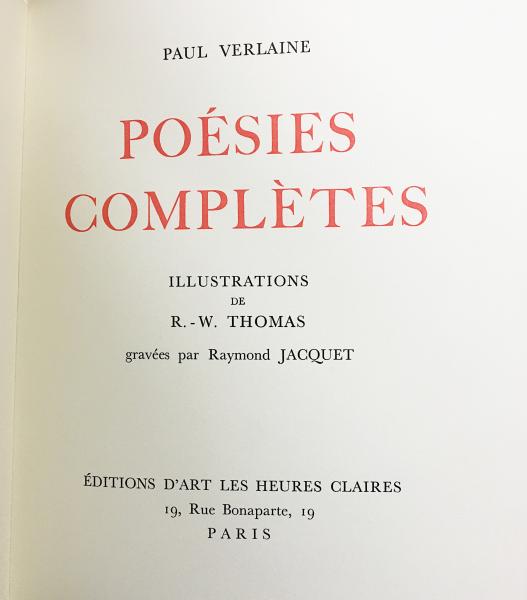 PAUL VERLAINE
POÉSIES
COMPLÈTES
ILLUSTRATIONS
DE
R.-W. THOMAS
gravées par Raymond JACQUET
ÉDITIONS D'ART LES HEURES CLAIRES
19, Rue Bonaparte, 19
PARIS